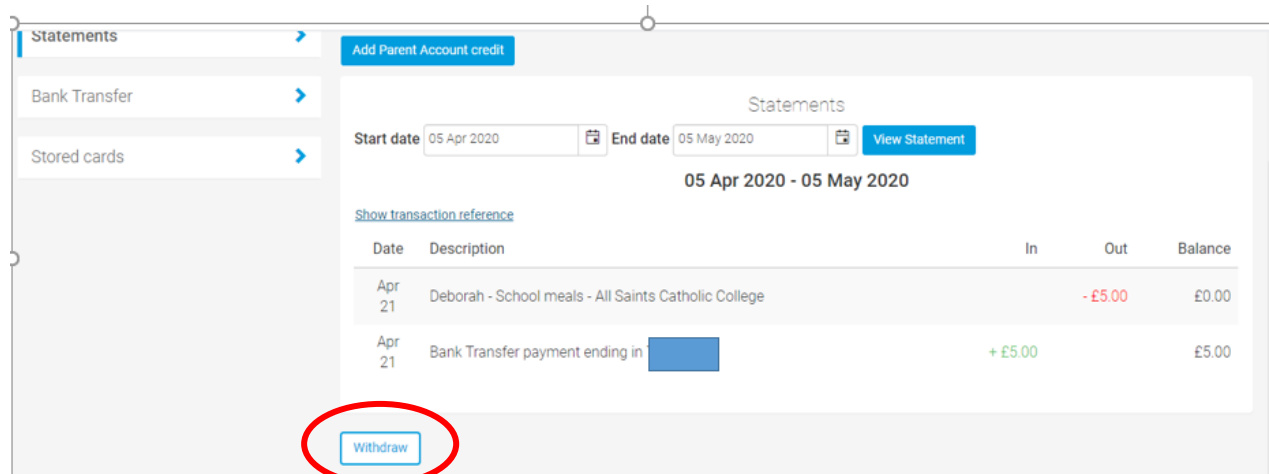 Statements
Add Parent Account credit
Bank Transfer
Stored cards
Statements
Start date 05 Apr 2020 End date 05 May 2020 View Statement
05 Apr 2020 - 05 May 2020
Show transaction reference
Date Description In Out Balance
Apr
21 Deborah - School meals - All Saints Catholic College - £5.00 £0.00
Apr
21 Bank Transfer payment ending in + £5.00 £5.00
Withdraw